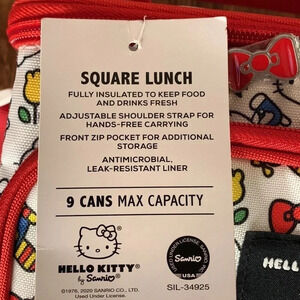 SQUARE LUNCH
FULLY INSULATED TO KEEP FOOD
AND DRINKS FRESH
ADJUSTABLE SHOULDER STRAP FOR
HANDS-FREE CARRYING
FRONT ZIP POCKET FOR ADDITIONAL
STORAGE
ANTIMICROBIAL,
LEAK-RESISTANT LINER
9 CANS MAX CAPACITY
HELLO KITTY®
by Sanrio®
©1976, 2020 SANRIO CO., LTD.
Used Under License.
Sanrio
USA
SIL-34925
HELL